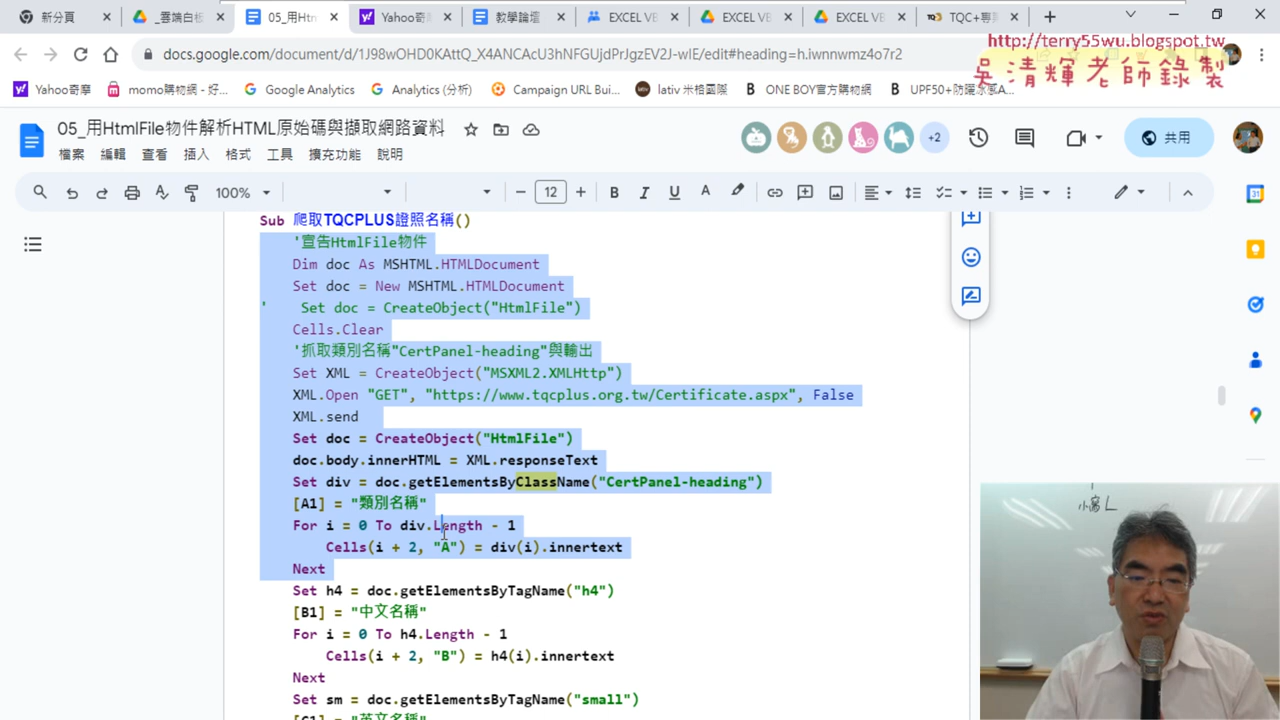 新分頁
_雲端白板
05_用Htm
Yahoo奇
教學論壇
EXCEL VB
EXCEL VB
EXCEL VB
TQC+專
http://terry55wu.blogspot.tw
docs.google.com/document/d/1J98wOHD0KAttQ_X4ANCAcU3hNFGUjdPrJgzEV2J-wlE/edit#heading=h.iwnnwmz4o7r2
吳清輝老師錄製
Yahoo奇摩
momo購物網 - 好...
Google Analytics
Analytics (分析)
Campaign URL Bui...
lativ 米格國際
ONE BOY官方購物網
UPF50+防曬冰感A...
05_用HtmlFile物件解析HTML原始碼與擷取網路資料
+2
共用
檔案 編輯 查看 插入 格式 工具 擴充功能 說明
100%
12
Sub 爬取TQCPLUS證照名稱()
'宣告HtmlFile物件
Dim doc As MSHTML.HTMLDocument
Set doc = New MSHTML.HTMLDocument
' Set doc = CreateObject("HtmlFile")
Cells.Clear
'抓取類別名稱"CertPanel-heading"與輸出
Set XML = CreateObject("MSXML2.XMLHttp")
XML.Open "GET", "https://www.tqcplus.org.tw/Certificate.aspx", False
XML.send
Set doc = CreateObject("HtmlFile")
doc.body.innerHTML = XML.responseText
Set div = doc.getElementsByClassName("CertPanel-heading")
[A1] = "類別名稱"
For i = 0 To div.Length - 1
Cells(i + 2, "A") = div(i).innertext
Next
Set h4 = doc.getElementsByTagName("h4")
[B1] = "中文名稱"
For i = 0 To h4.Length - 1
Cells(i + 2, "B") = h4(i).innertext
Next
Set sm = doc.getElementsByTagName("small")
[C1] = "英文名稱"